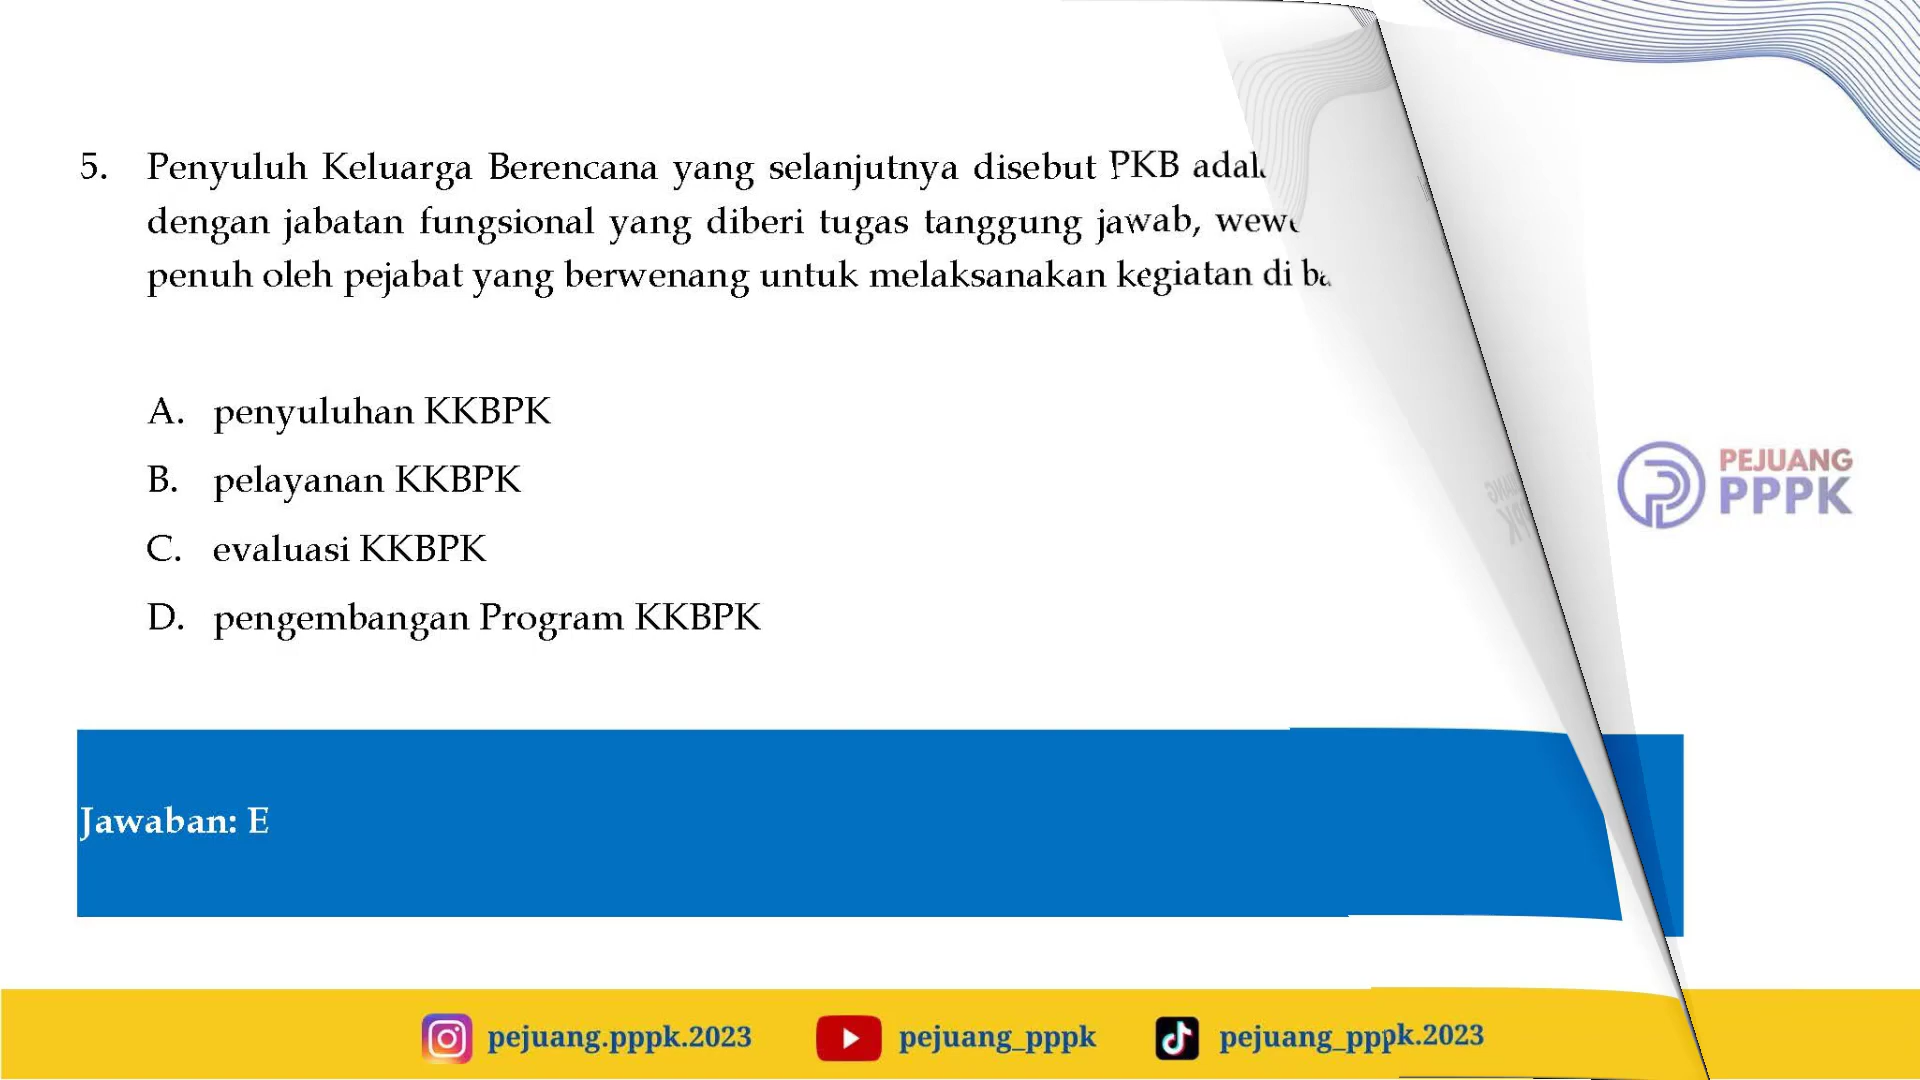 5. Penyuluh Keluarga Berencana yang selanjutnya disebut PKB
dengan jabatan fungsional yang diberi tugas tanggung jawab,
penuh oleh pejabat yang berwenang untuk melaksanakan kegiatan di
A. penyuluhan KKBPK
B. pelayanan KKBPK
C. evaluasi KKBPK
D. pengembangan Program KKBPK
PEJUANG
PPPK
Jawaban: E
pejuang.pppk.2023 pejuang_pppk pejuang_pppk.2023